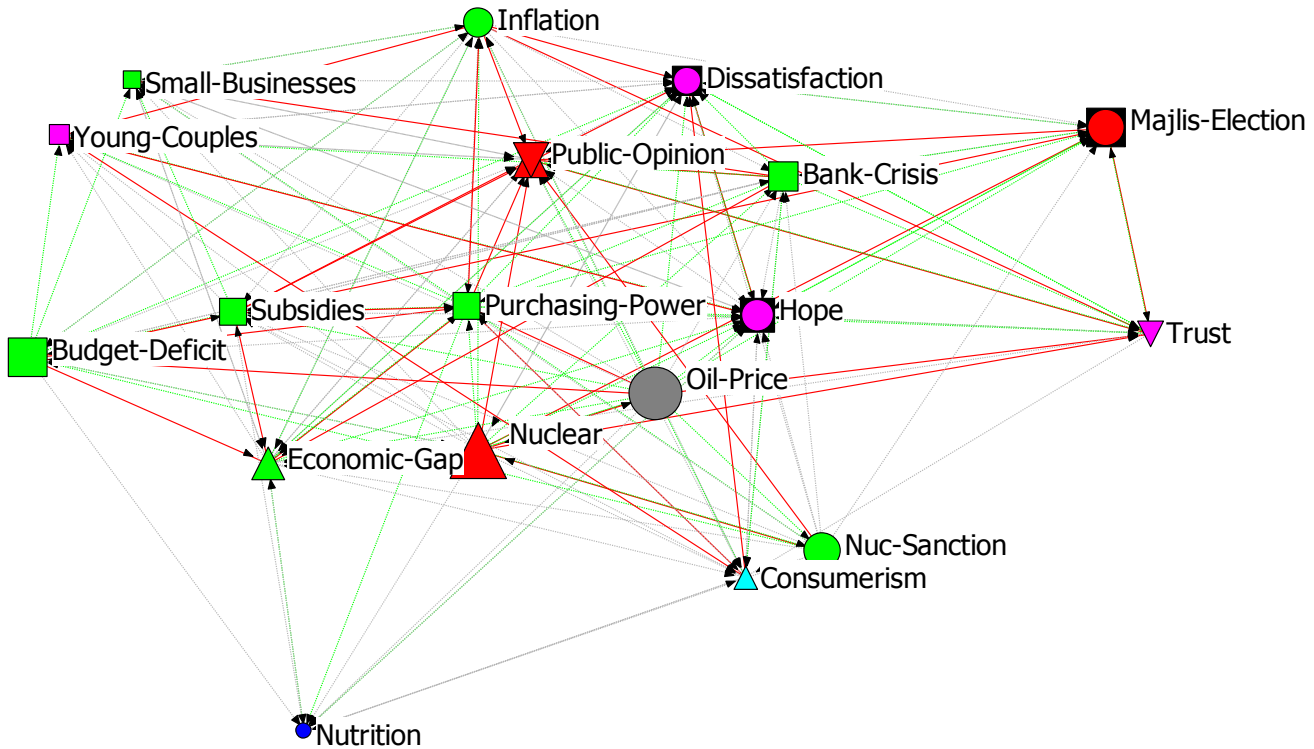 Inflation
Small-Businesses
Dissatisfaction
Majlis-Election
Young-Couples
Public-Opinion
Bank-Crisis
Subsidies
Purchasing-Power
Hope
Trust
Budget-Deficit
Oil-Price
Nuclear
Economic-Gap
Nuc-Sanction
Consumerism
Nutrition